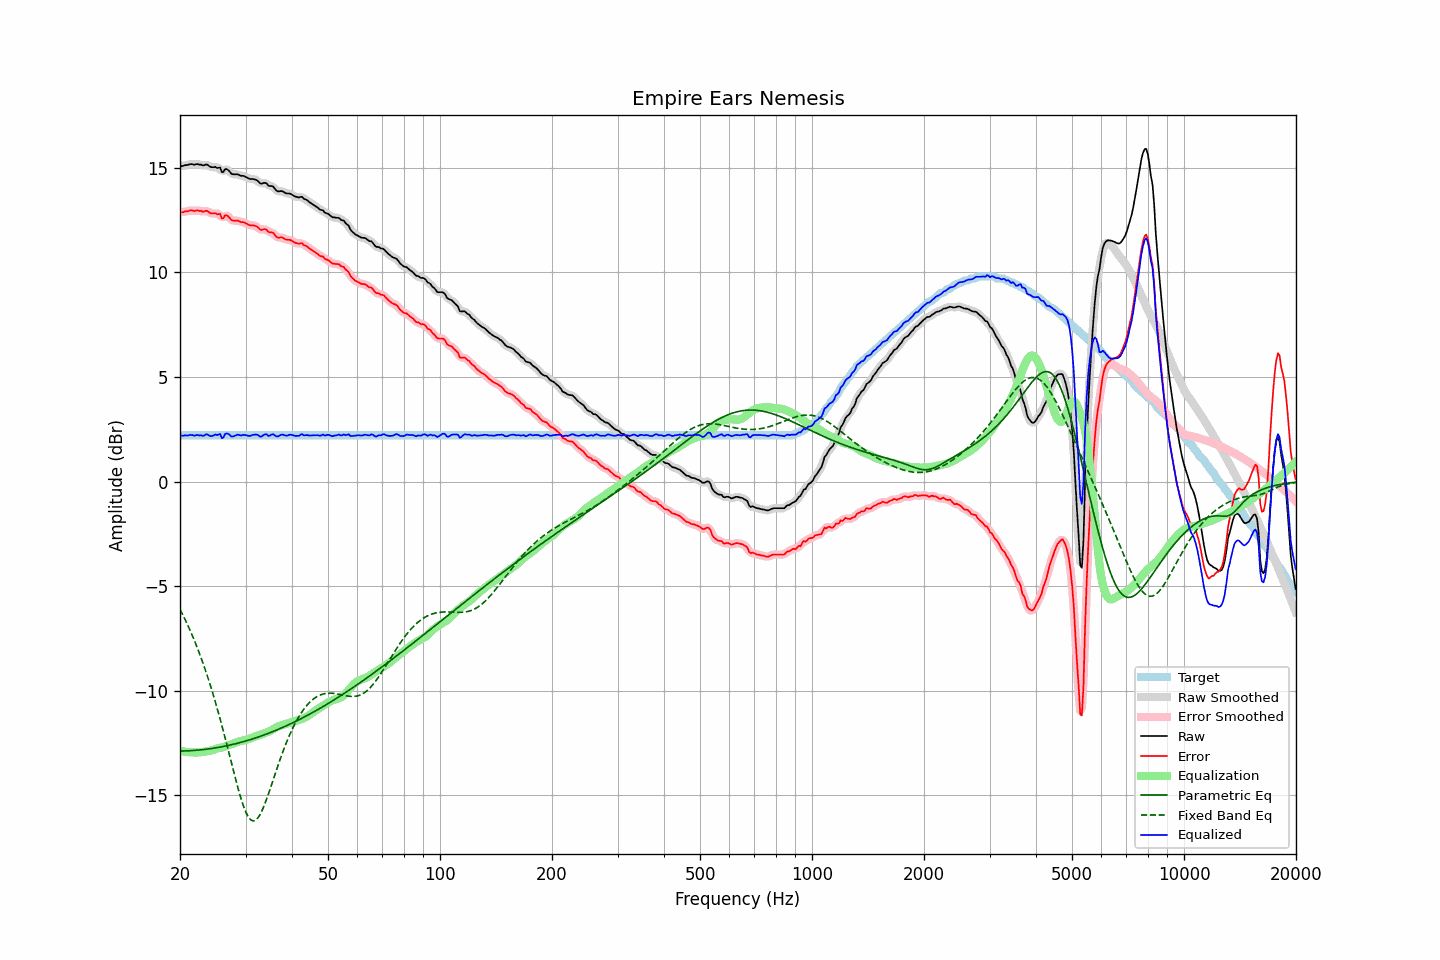 Empire Ears Nemesis
Amplitude (dBr)
15
10
5
0
−5
−10
−15
20
50
100
200
500
1000
2000
5000
10000
20000
Frequency (Hz)
Target
Raw Smoothed
Error Smoothed
Raw
Error
Equalization
Parametric Eq
Fixed Band Eq
Equalized